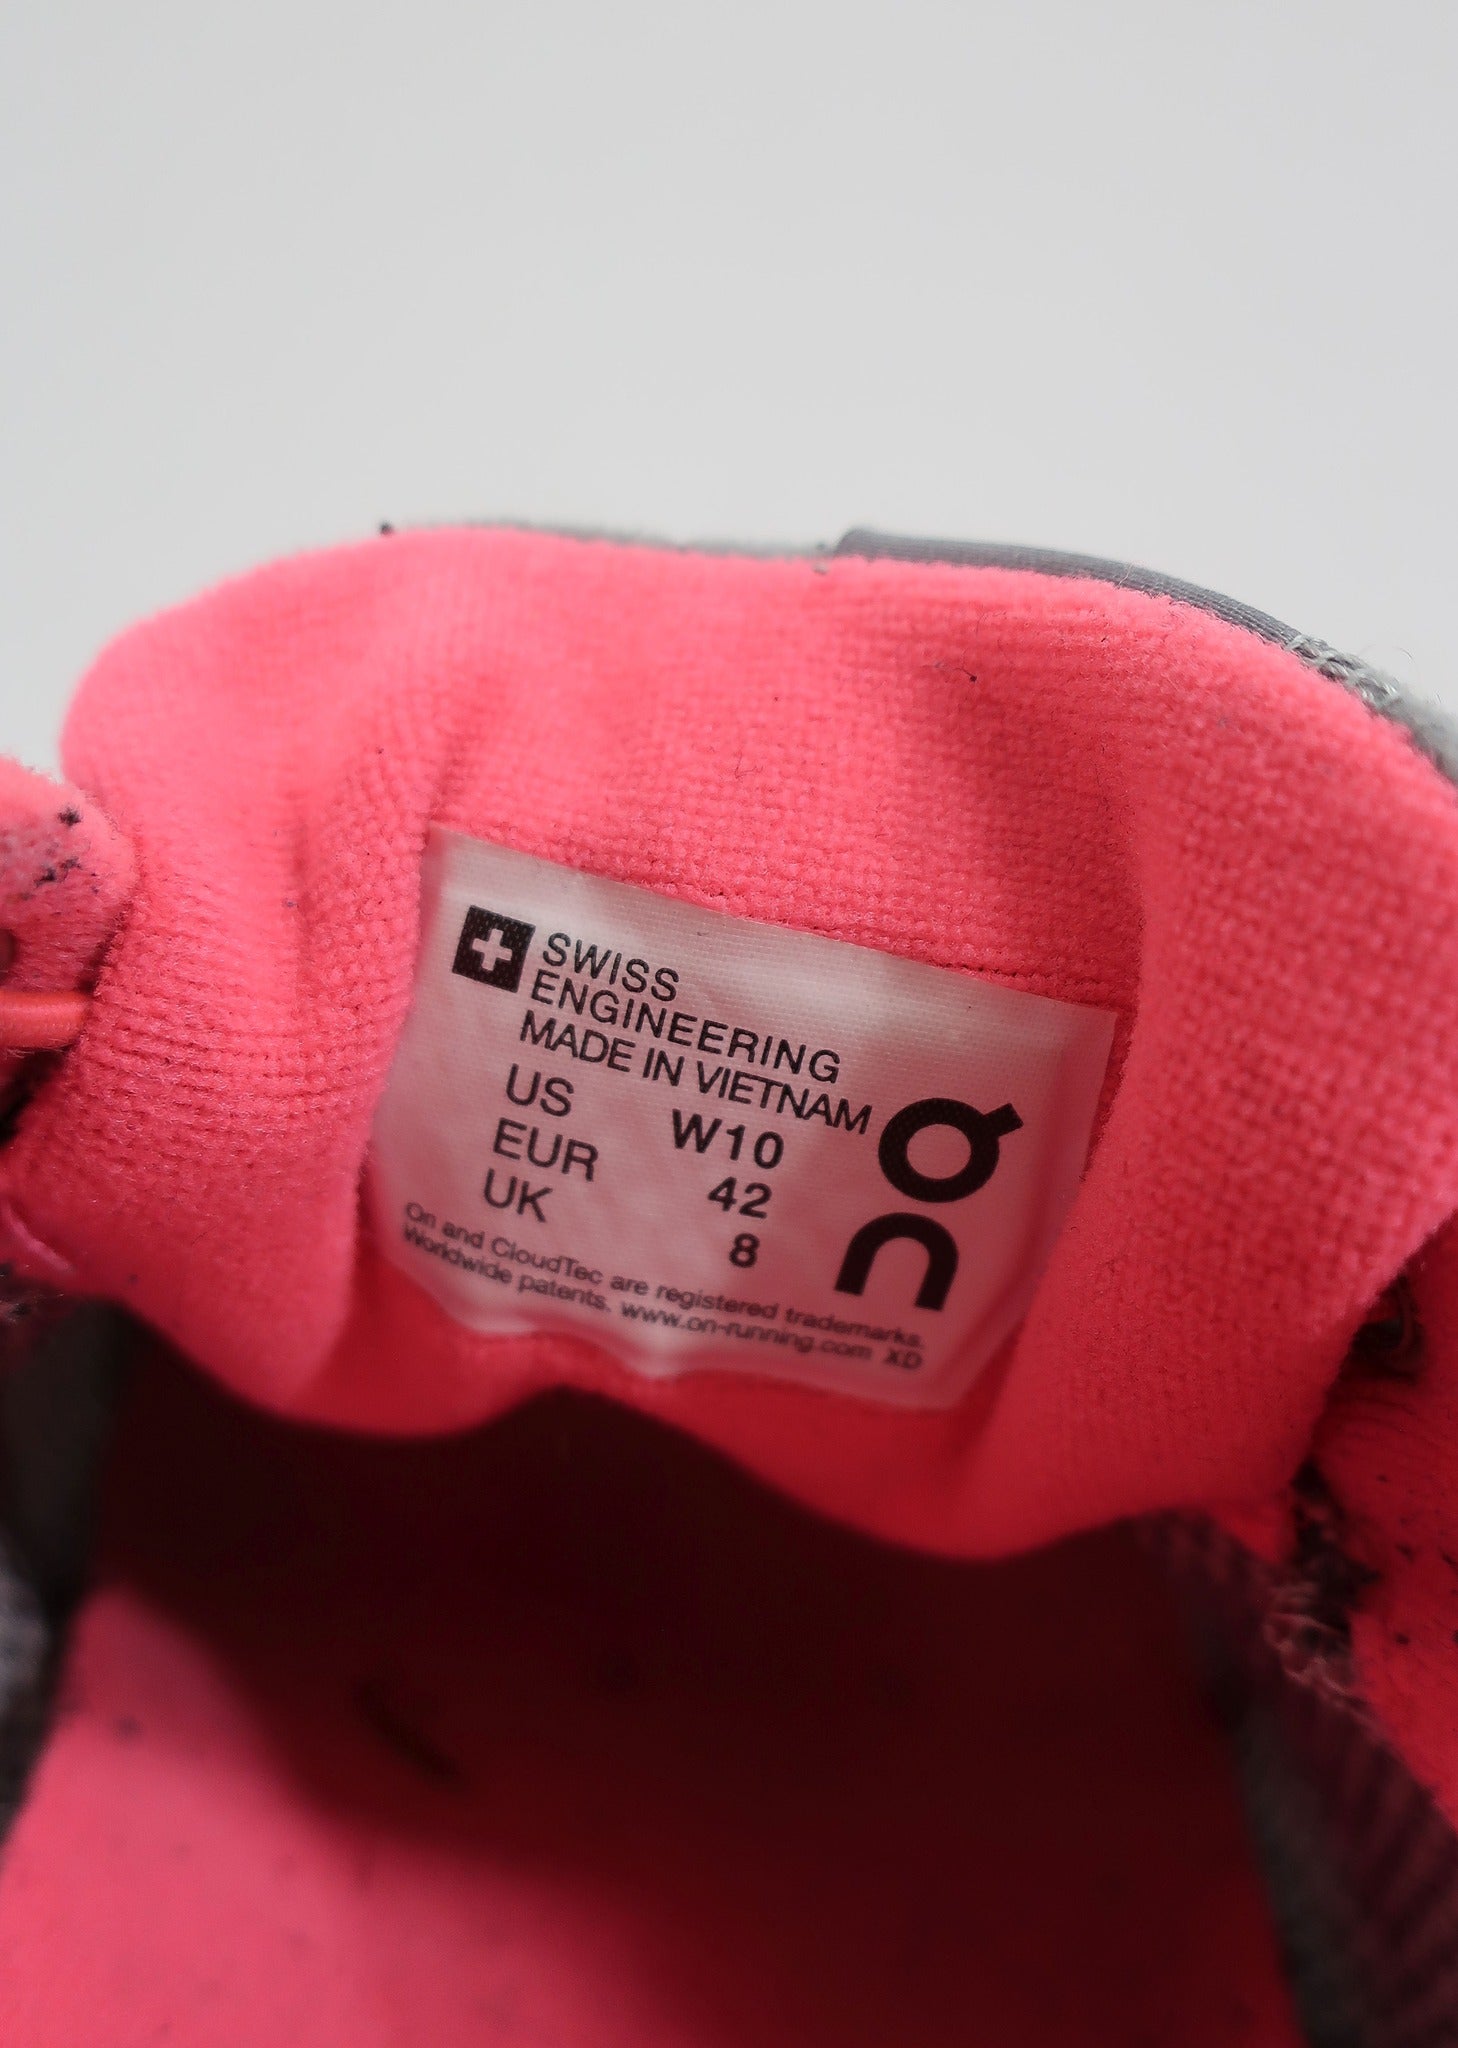 SWISS
ENGINEERING
MADE IN VIETNAM
US W10
EUR 42
UK 8
On and CloudTec are registered trademarks.
Worldwide patents. www.on-running.com XD
On